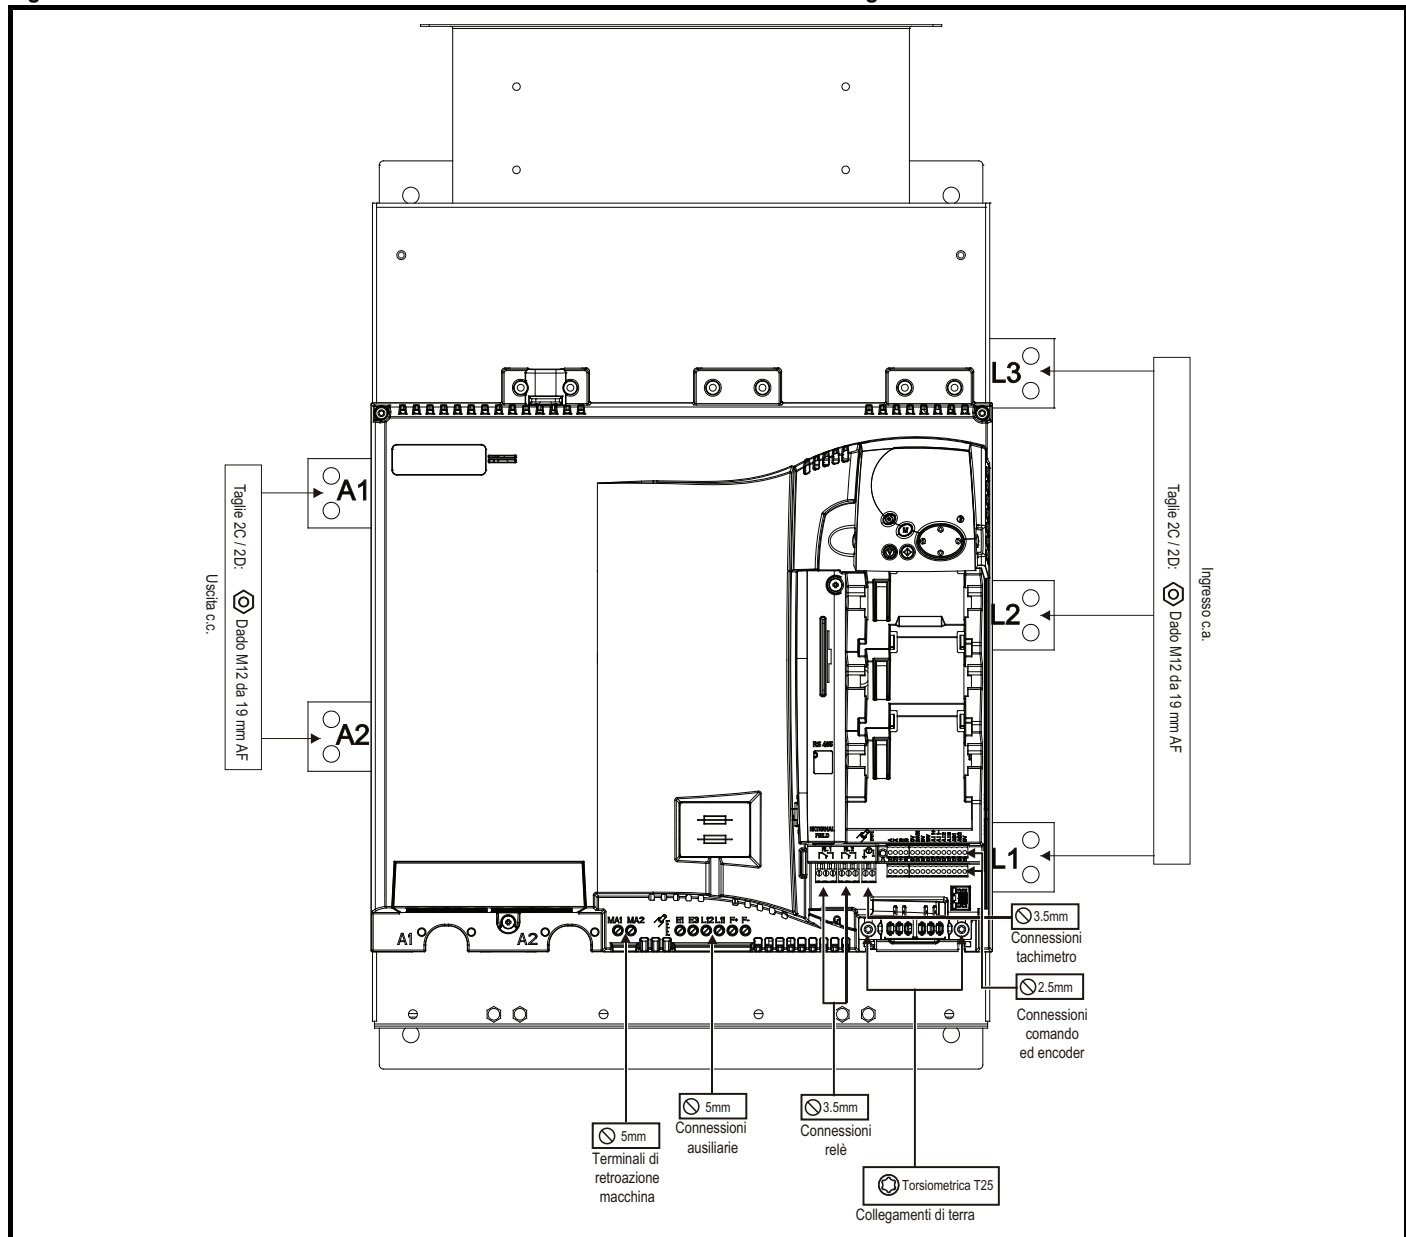 L3
A1
Taglie 2C / 2D: Dado M12 da 19 mm AF
Uscita c.c.
Ingresso c.a.
Taglie 2C / 2D: Dado M12 da 19 mm AF
L2
A2
RS 485
EXTERNAL
FIELD
L1
MA1 MA2 E1 E3 L12 L11 F+ F-
A1 A2
3.5mm
Connessioni
tachimetro
2.5mm
Connessioni
comando
ed encoder
5mm
Connessioni
ausiliarie
3.5mm
Connessioni
relè
5mm
Terminali di
retroazione
macchina
Torsiometrica T25
Collegamenti di terra